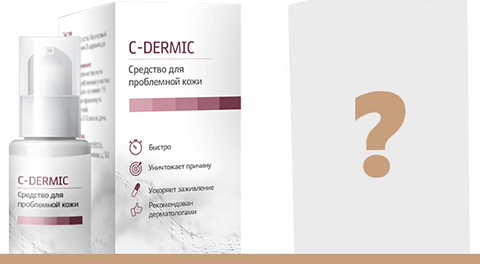 C-DERMIC
Средство для
проблемной кожи
Быстро
Уничтожает причину
Ускоряет заживление
Рекомендован
дерматологами
C-DERMIC
Средство для
проблемной кожи
?